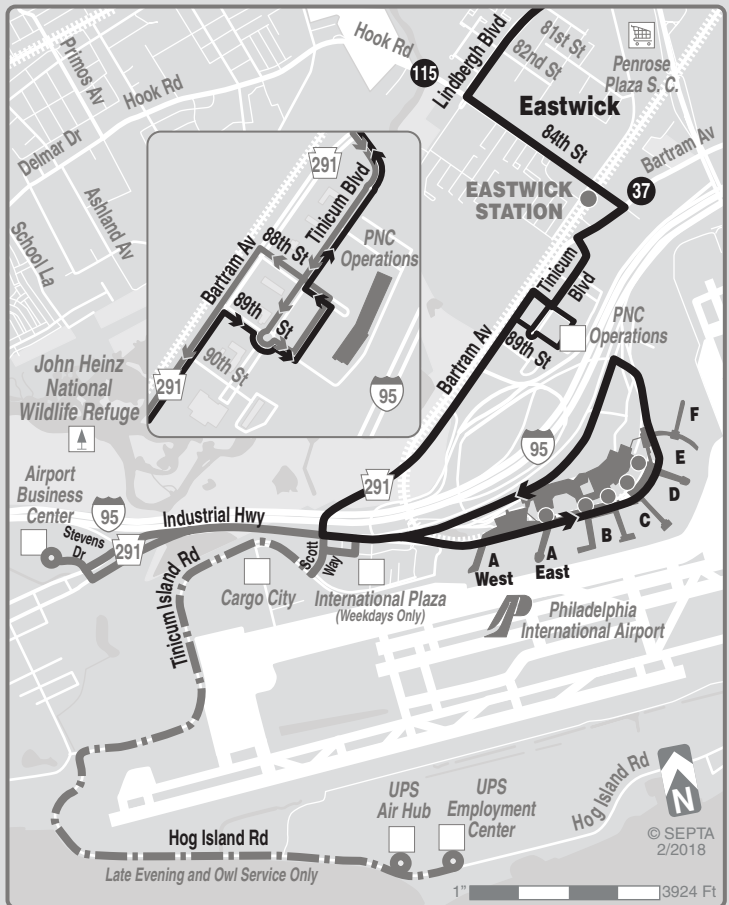 Primos Av
Hook Rd
Hook Rd
115
Lindbergh Blvd
81st St
82nd St
Penrose
Plaza S. C.
Eastwick
84th St
Bartram Av
Delmar Dr
Ashland Av
School La
EASTWICK
STATION
37
291
Tinicum Blvd
PNC
Operations
88th St
Bartram Av
89th St
90th St
291
95
Tinicum
Blvd
PNC
Operations
89th St
Bartram Av
John Heinz
National
Wildlife Refuge
Airport
Business
Center
95
291
Stevens
Dr
Industrial Hwy
291
95
F
E
D
C
B
A
East
A
West
Scott
Way
Cargo City
International Plaza
(Weekdays Only)
Philadelphia
International Airport
Tinicum Island Rd
UPS
Air Hub
UPS
Employment
Center
Hog Island Rd
Hog Island Rd
Late Evening and Owl Service Only
N
© SEPTA
2/2018
1"
3924 Ft